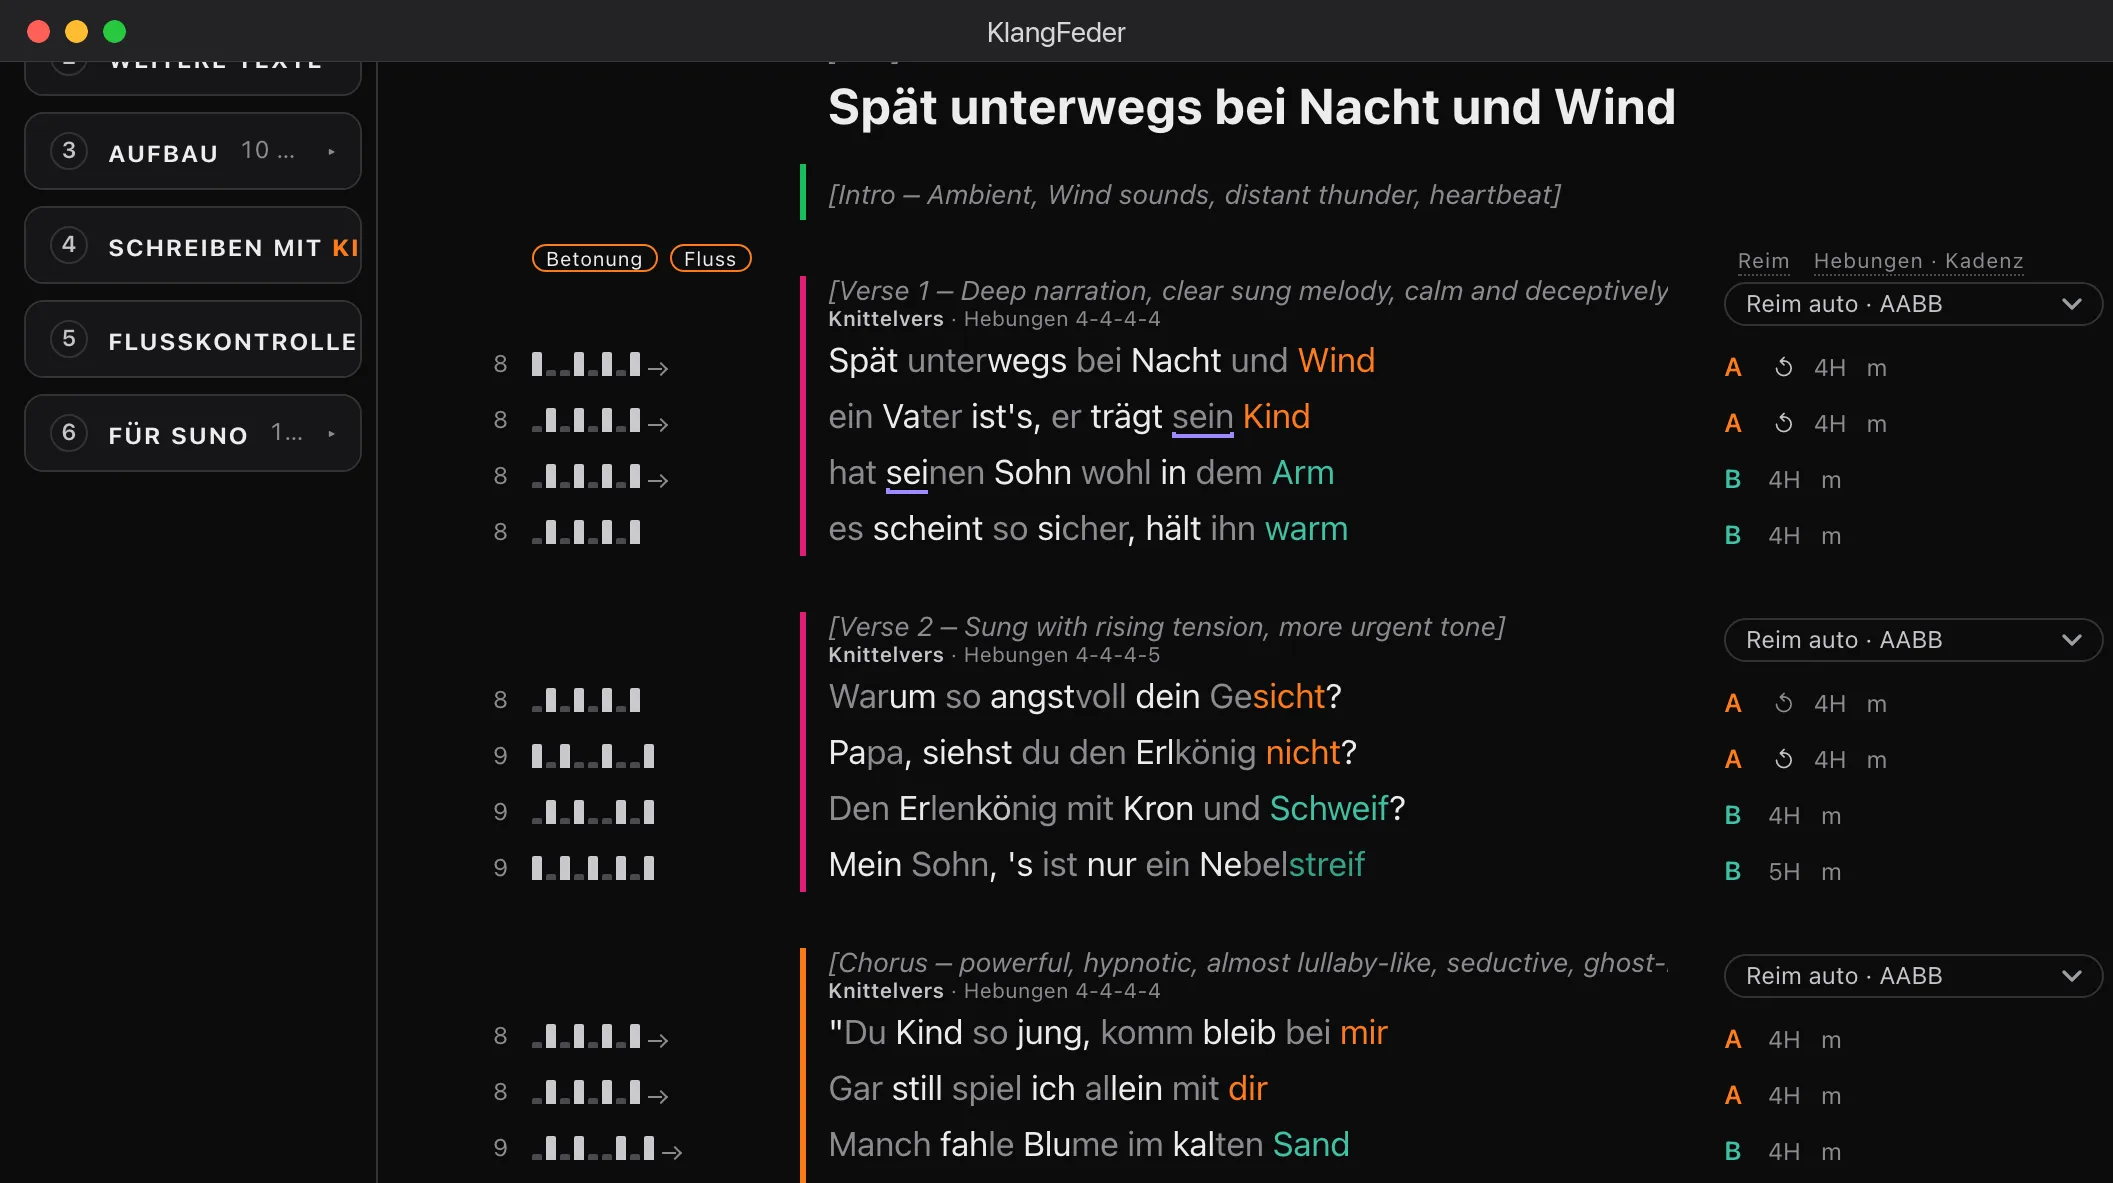 KlangFeder
WEITERE TEXTE
3 AUFBAU 10 ... ▸
4 SCHREIBEN MIT KI
5 FLUSSKONTROLLE
6 FÜR SUNO 1... ▸
Spät unterwegs bei Nacht und Wind
[Intro – Ambient, Wind sounds, distant thunder, heartbeat]
Betonung Fluss
Reim Hebungen · Kadenz
[Verse 1 – Deep narration, clear sung melody, calm and deceptively
Reim auto · AABB
Knittelvers · Hebungen 4-4-4-4
8 → Spät unterwegs bei Nacht und Wind A ↺ 4H m
8 → ein Vater ist's, er trägt sein Kind A ↺ 4H m
8 → hat seinen Sohn wohl in dem Arm B 4H m
8 es scheint so sicher, hält ihn warm B 4H m
[Verse 2 – Sung with rising tension, more urgent tone]
Reim auto · AABB
Knittelvers · Hebungen 4-4-4-5
8 Warum so angstvoll dein Gesicht? A ↺ 4H m
9 Papa, siehst du den Erlkönig nicht? A ↺ 4H m
9 Den Erlenkönig mit Kron und Schweif? B 4H m
9 Mein Sohn, 's ist nur ein Nebelstreif B 5H m
[Chorus – powerful, hypnotic, almost lullaby-like, seductive, ghost-
Reim auto · AABB
Knittelvers · Hebungen 4-4-4-4
8 → "Du Kind so jung, komm bleib bei mir A 4H m
8 → Gar still spiel ich allein mit dir A 4H m
9 → Manch fahle Blume im kalten Sand B 4H m